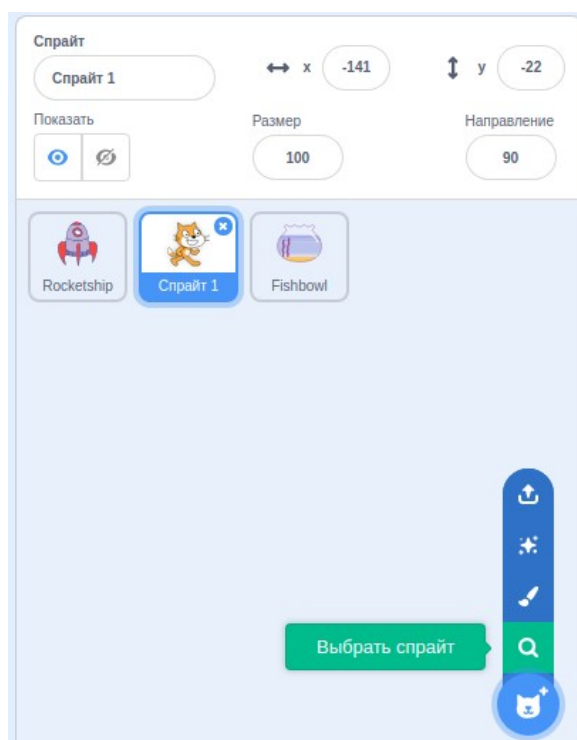 Спрайт
Спрайт 1
x
-141
y
-22
Показать
Размер
Направление
100
90
Rocketship
Спрайт 1
Fishbowl
Выбрать спрайт